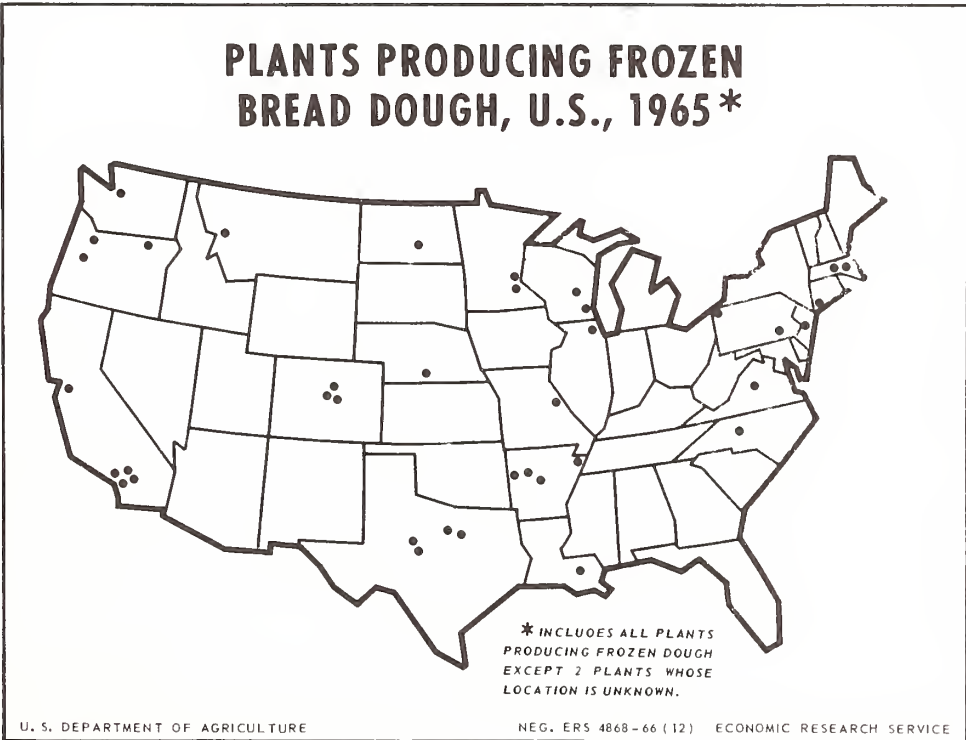 PLANTS PRODUCING FROZEN
BREAD DOUGH, U.S., 1965*
* INCLUOES ALL PLANTS
PRODUCING FROZEN DOUGH
EXCEPT 2 PLANTS WHOSE
LOCATION IS UNKNOWN.
U. S. DEPARTMENT OF AGRICULTURE NEG. ERS 4868-66 (12) ECONOMIC RESEARCH SERVICE